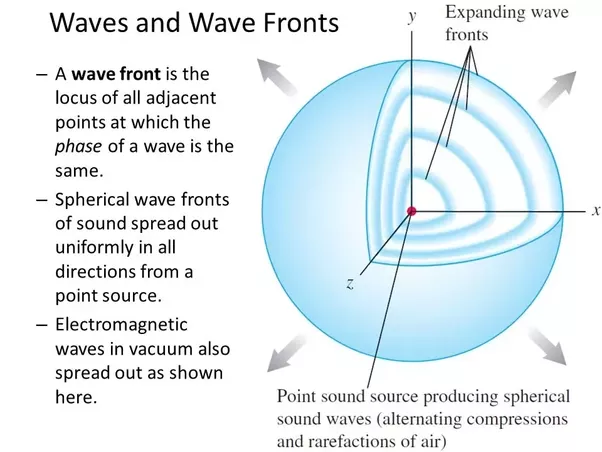 Waves and Wave Fronts
– A wave front is the
locus of all adjacent
points at which the
phase of a wave is the
same.
– Spherical wave fronts
of sound spread out
uniformly in all
directions from a
point source.
– Electromagnetic
waves in vacuum also
spread out as shown
here.
y
Expanding wave
fronts
x
z
Point sound source producing spherical
sound waves (alternating compressions
and rarefactions of air)